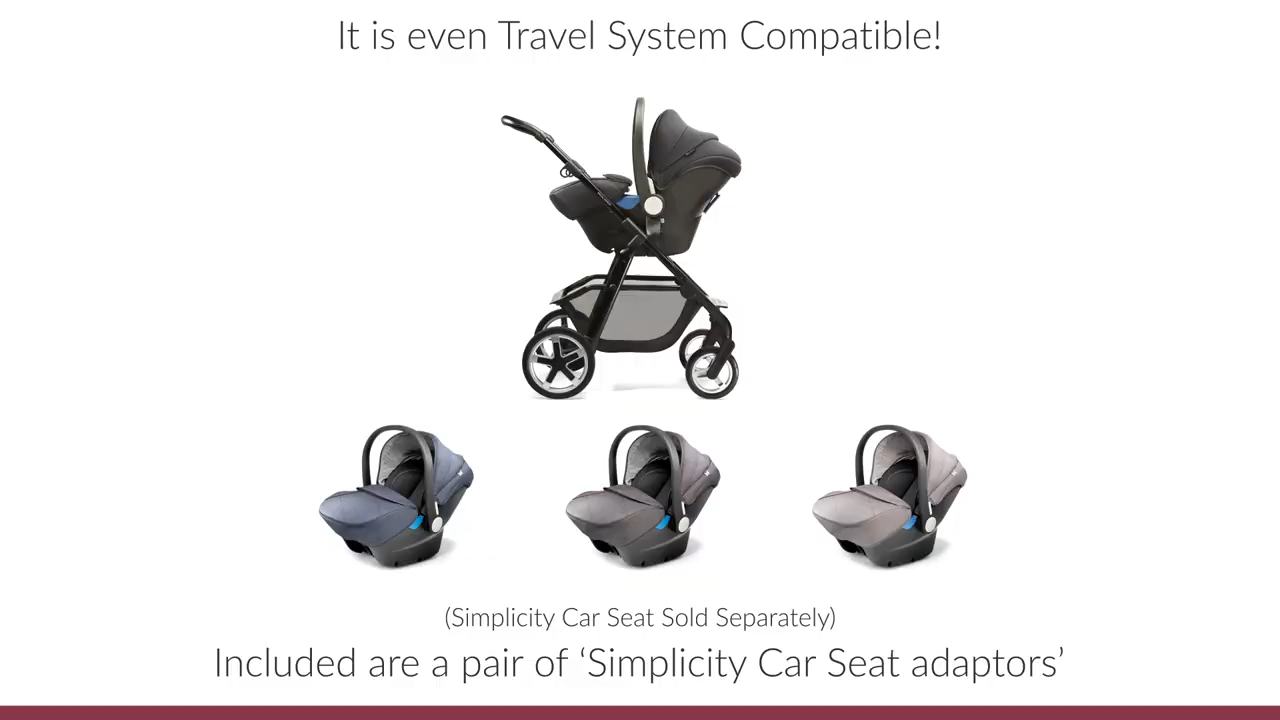 It is even Travel System Compatible!
(Simplicity Car Seat Sold Separately)
Included are a pair of ‘Simplicity Car Seat adaptors’